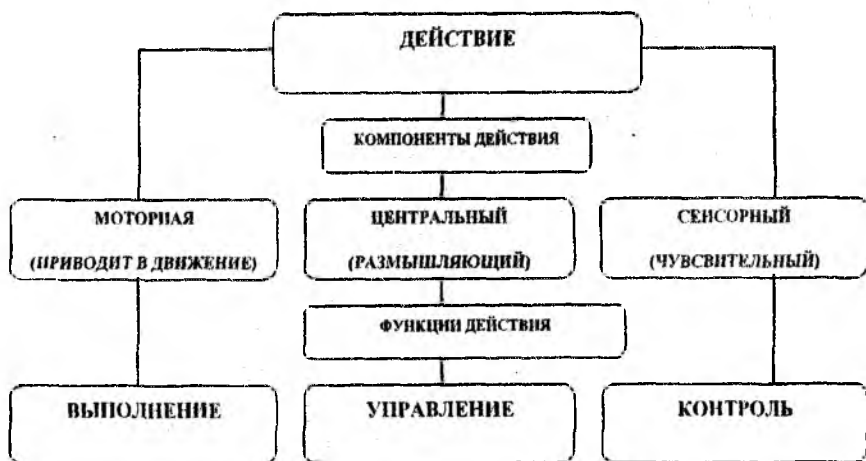 ДЕЙСТВИЕ
КОМПОНЕНТЫ ДЕЙСТВИЯ
МОТОРНАЯ
(ПРИВОДИТ В ДВИЖЕНИЕ)
ЦЕНТРАЛЬНЫЙ
(РАЗМЫШЛЯЮЩИЙ)
СЕНСОРНЫЙ
(ЧУВСВИТЕЛЬНЫЙ)
ФУНКЦИИ ДЕЙСТВИЯ
ВЫПОЛНЕНИЕ
УПРАВЛЕНИЕ
КОНТРОЛЬ